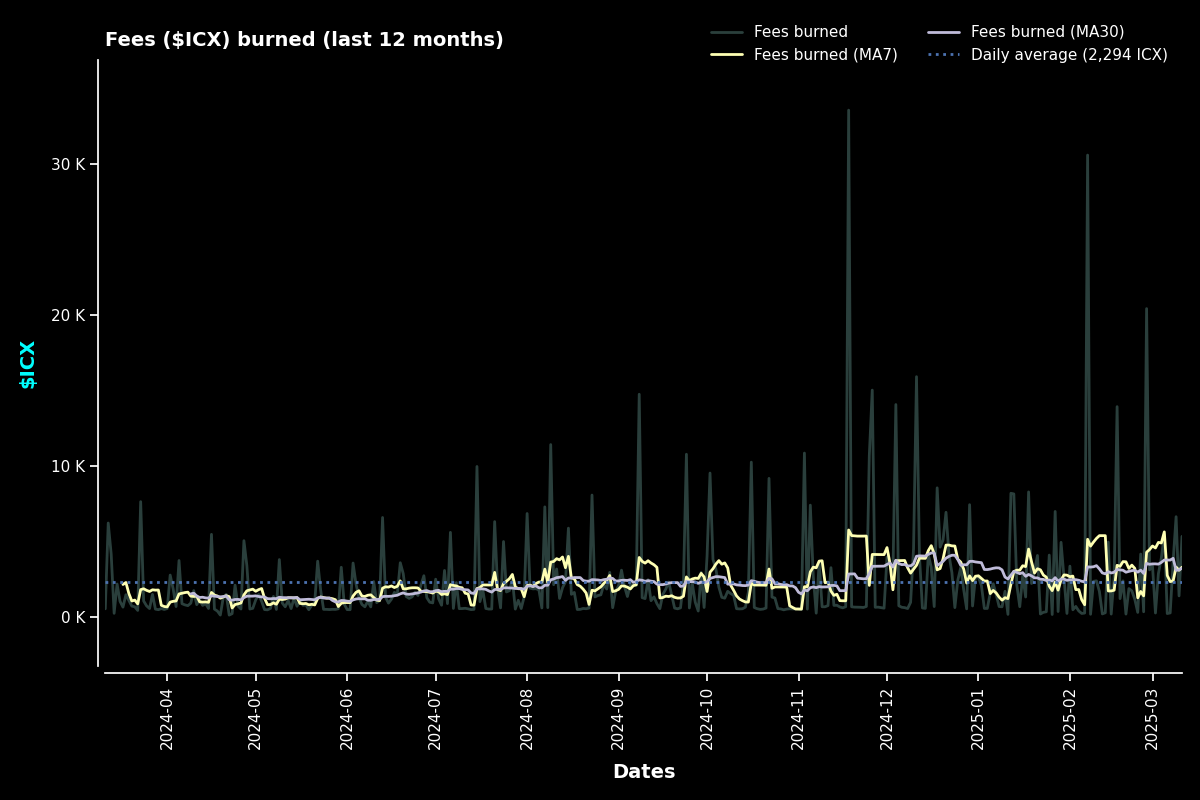 Fees ($ICX) burned (last 12 months)
Fees burned
Fees burned (MA7)
Fees burned (MA30)
Daily average (2,294 ICX)
$ICX
30 K
20 K
10 K
0 K
2024-04
2024-05
2024-06
2024-07
2024-08
2024-09
2024-10
2024-11
2024-12
2025-01
2025-02
2025-03
Dates